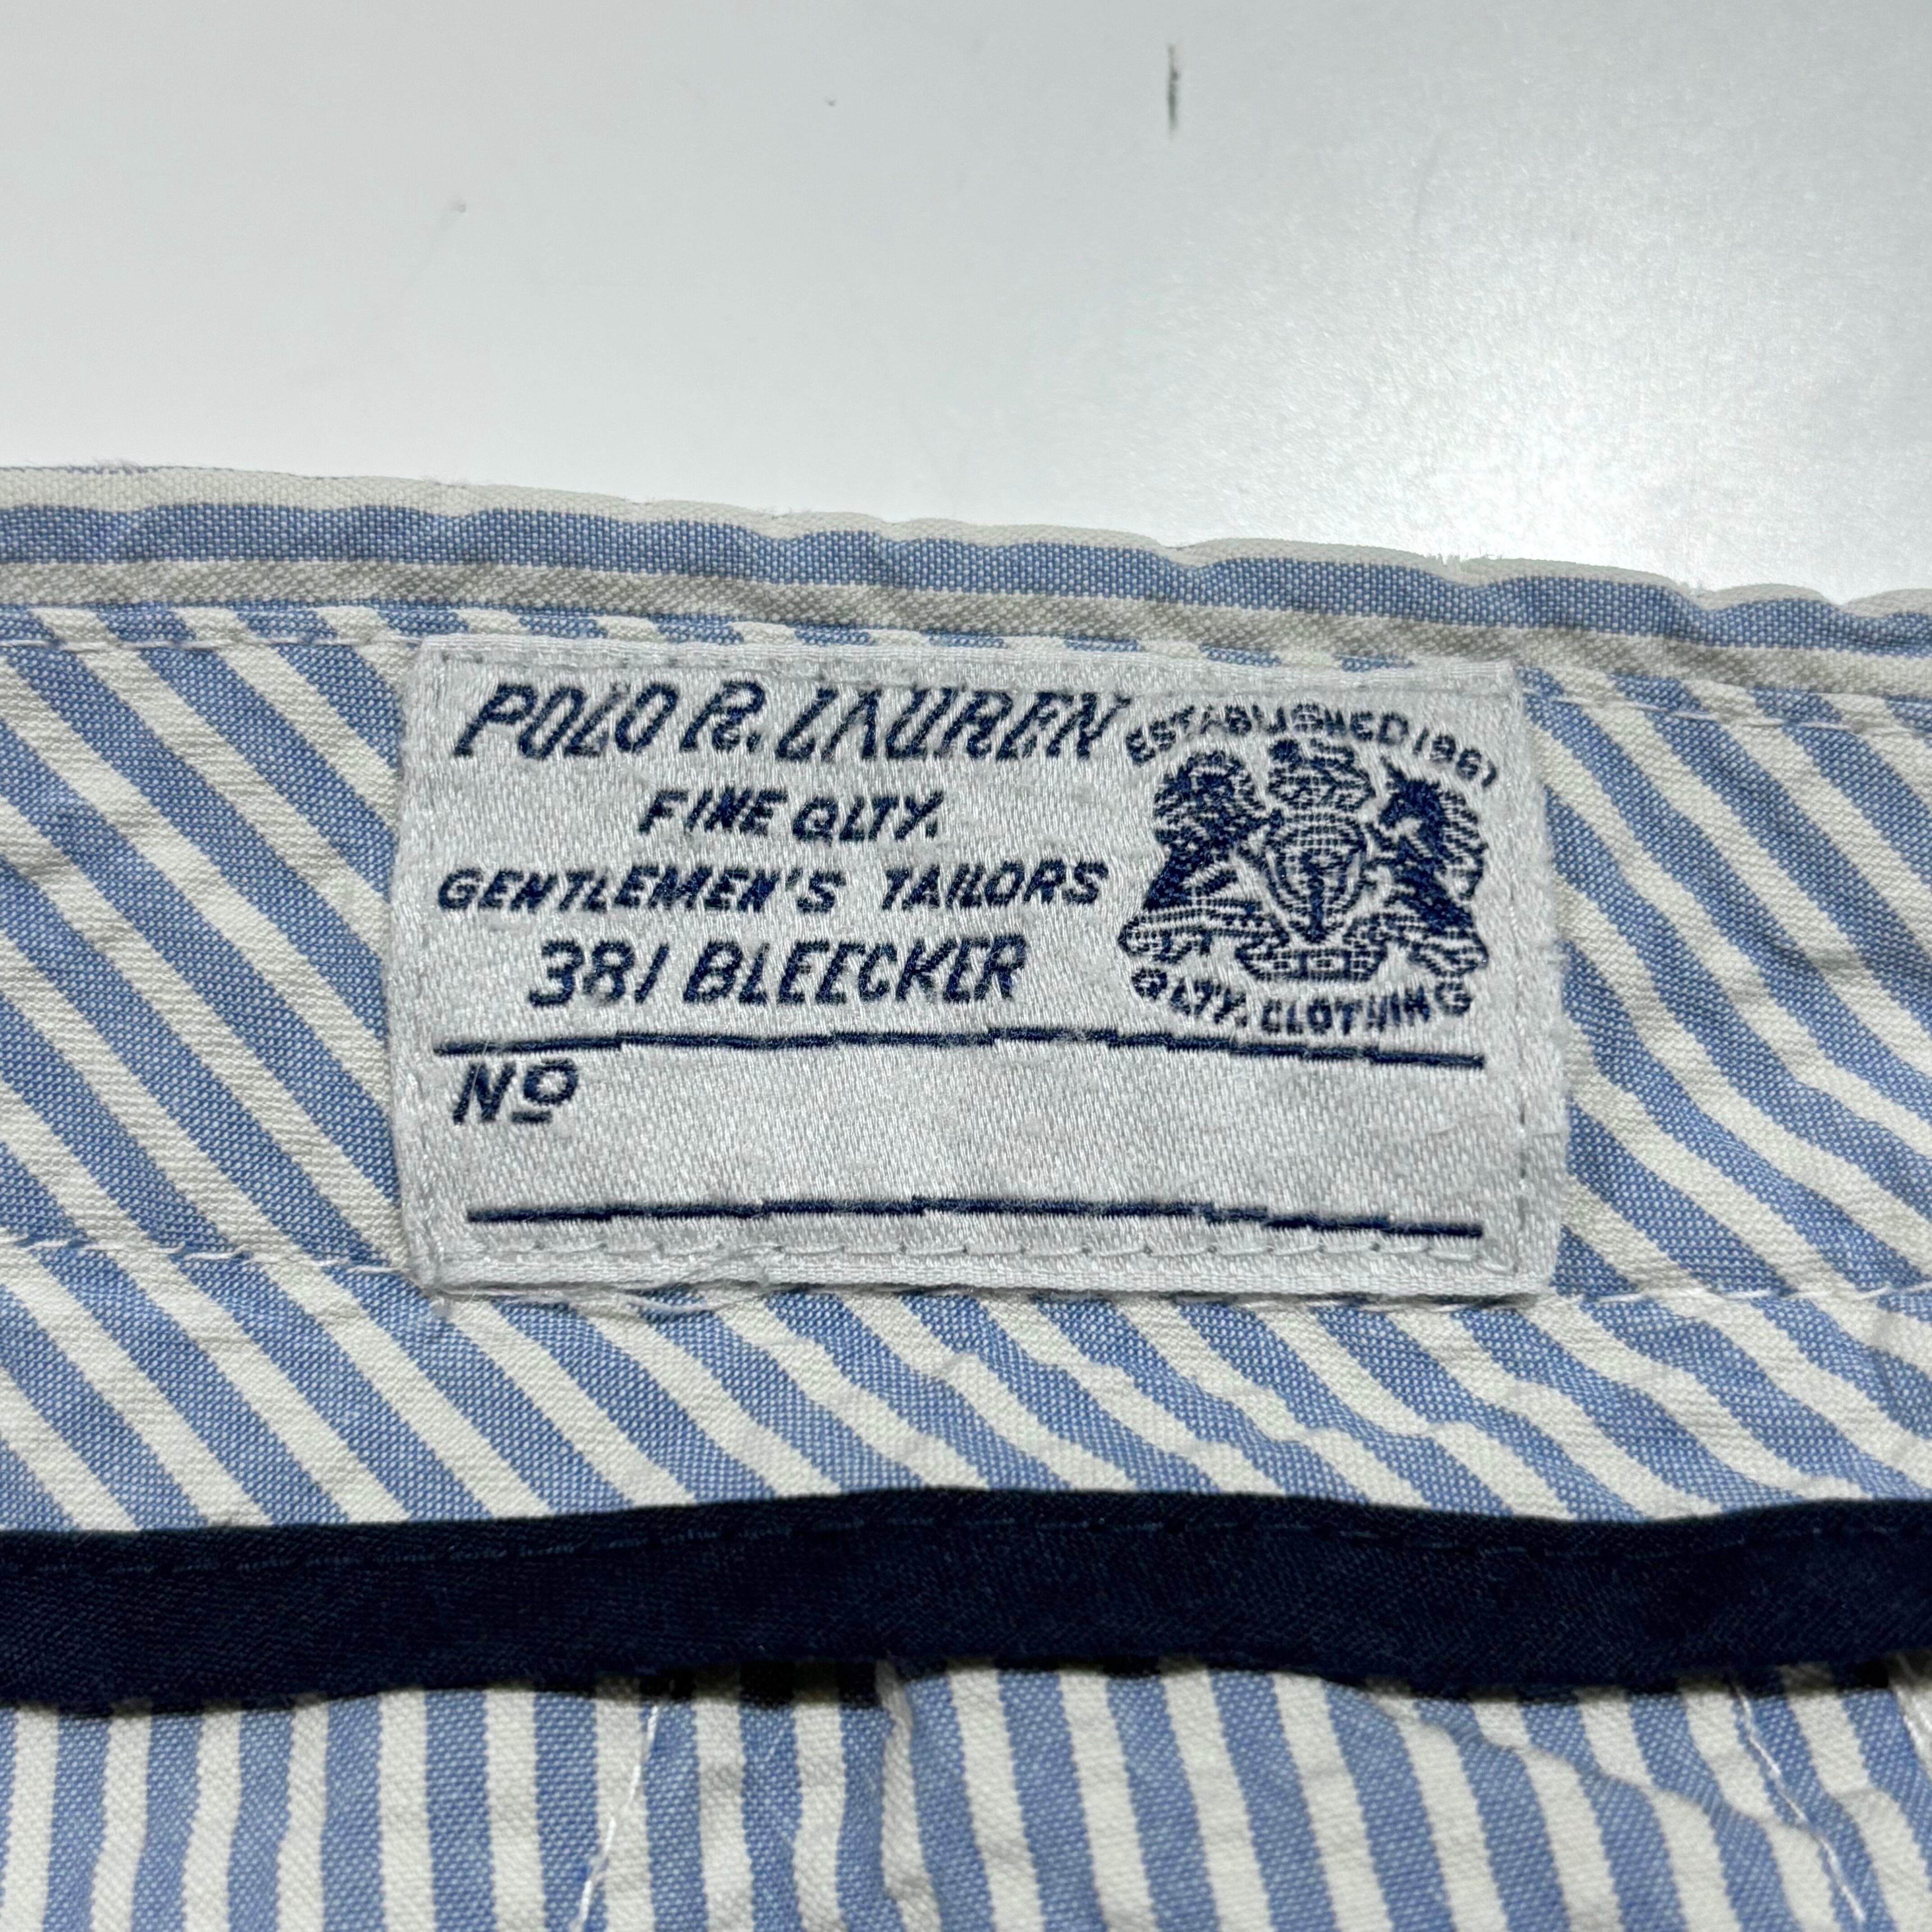 POLO R. LAUREN
FINE QLTY.
GENTLEMEN'S TAILORS
381 BLEECKER
ESTABLISHED 1967
QLTY. CLOTHING
Nº